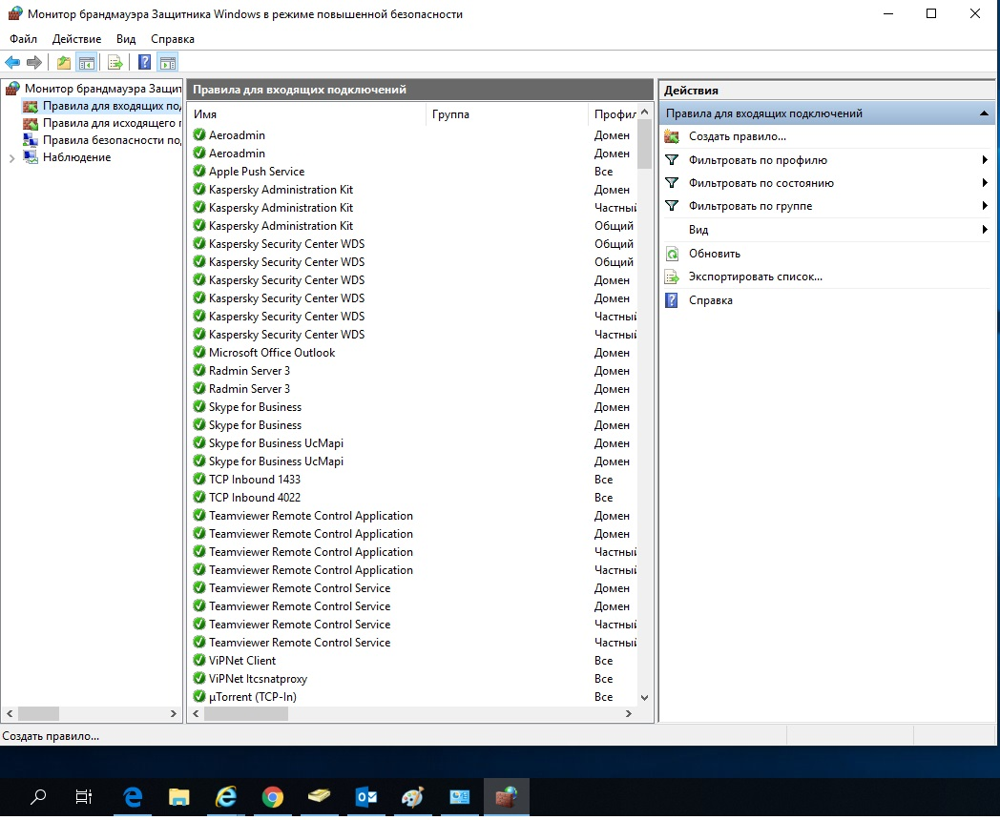 Монитор брандмауэра Защитника Windows в режиме повышенной безопасности
Файл Действие Вид Справка
Монитор брандмауэра Защит
Правила для входящих по
Правила для исходящего
Правила безопасности по
Наблюдение
Правила для входящих подключений
Имя Группа Профил
Aeroadmin Домен
Aeroadmin Домен
Apple Push Service Все
Kaspersky Administration Kit Домен
Kaspersky Administration Kit Частный
Kaspersky Administration Kit Общий
Kaspersky Security Center WDS Общий
Kaspersky Security Center WDS Общий
Kaspersky Security Center WDS Домен
Kaspersky Security Center WDS Домен
Kaspersky Security Center WDS Частный
Kaspersky Security Center WDS Частный
Microsoft Office Outlook Домен
Radmin Server 3 Домен
Radmin Server 3 Домен
Skype for Business Домен
Skype for Business Домен
Skype for Business UcMapi Домен
Skype for Business UcMapi Домен
TCP Inbound 1433 Все
TCP Inbound 4022 Все
Teamviewer Remote Control Application Домен
Teamviewer Remote Control Application Домен
Teamviewer Remote Control Application Частный
Teamviewer Remote Control Application Частный
Teamviewer Remote Control Service Домен
Teamviewer Remote Control Service Домен
Teamviewer Remote Control Service Частный
Teamviewer Remote Control Service Частный
ViPNet Client Все
ViPNet Itcsnatproxy Все
µTorrent (TCP-In) Все
Действия
Правила для входящих подключений
Создать правило...
Фильтровать по профилю
Фильтровать по состоянию
Фильтровать по группе
Вид
Обновить
Экспортировать список...
Справка
Создать правило...